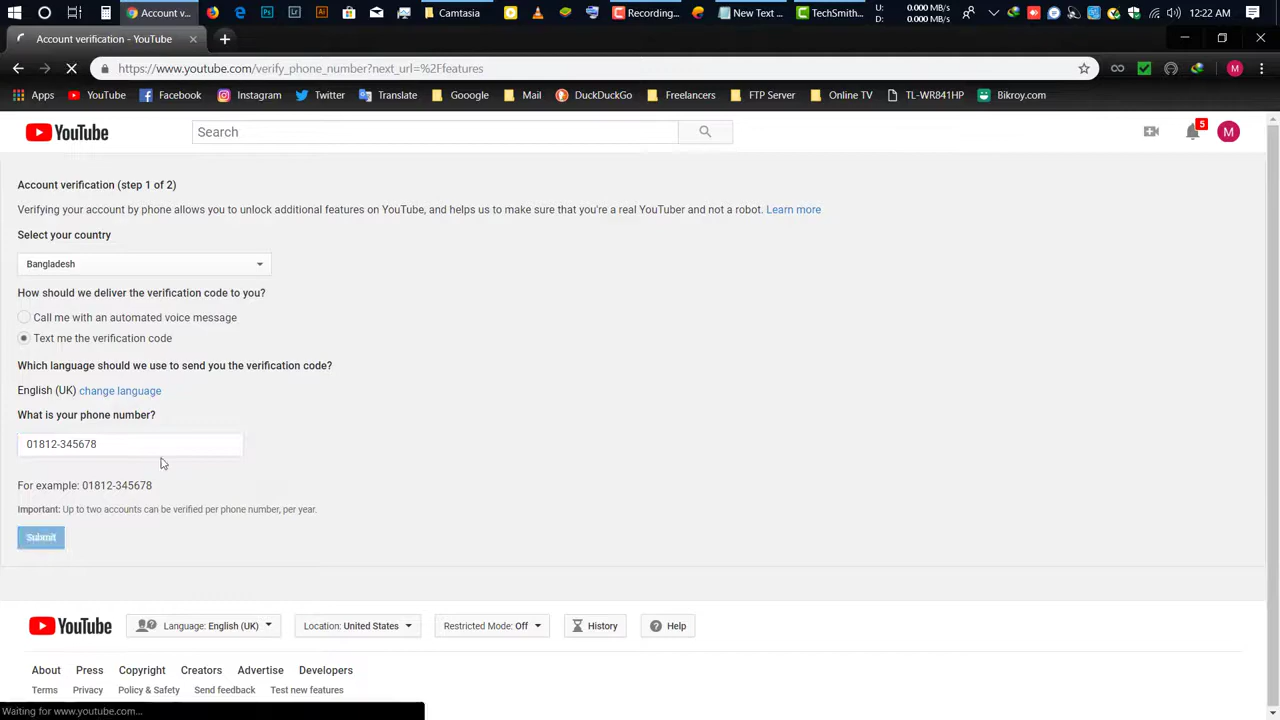 Account v...
Camtasia
Recording...
New Text ...
TechSmith...
U:
D:
0.000 MB/s
0.000 MB/s
12:22 AM
Account verification - YouTube
https://www.youtube.com/verify_phone_number?next_url=%2Ffeatures
M
Apps
YouTube
Facebook
Instagram
Twitter
Translate
Gooogle
Mail
DuckDuckGo
Freelancers
FTP Server
Online TV
TL-WR841HP
Bikroy.com
YouTube
Search
5
M
Account verification (step 1 of 2)
Verifying your account by phone allows you to unlock additional features on YouTube, and helps us to make sure that you're a real YouTuber and not a robot. Learn more
Select your country
Bangladesh
How should we deliver the verification code to you?
Call me with an automated voice message
Text me the verification code
Which language should we use to send you the verification code?
English (UK) change language
What is your phone number?
01812-345678
For example: 01812-345678
Important: Up to two accounts can be verified per phone number, per year.
Submit
YouTube
Language: English (UK)
Location: United States
Restricted Mode: Off
History
Help
About Press Copyright Creators Advertise Developers
Terms Privacy Policy & Safety Send feedback Test new features
Waiting for www.youtube.com...